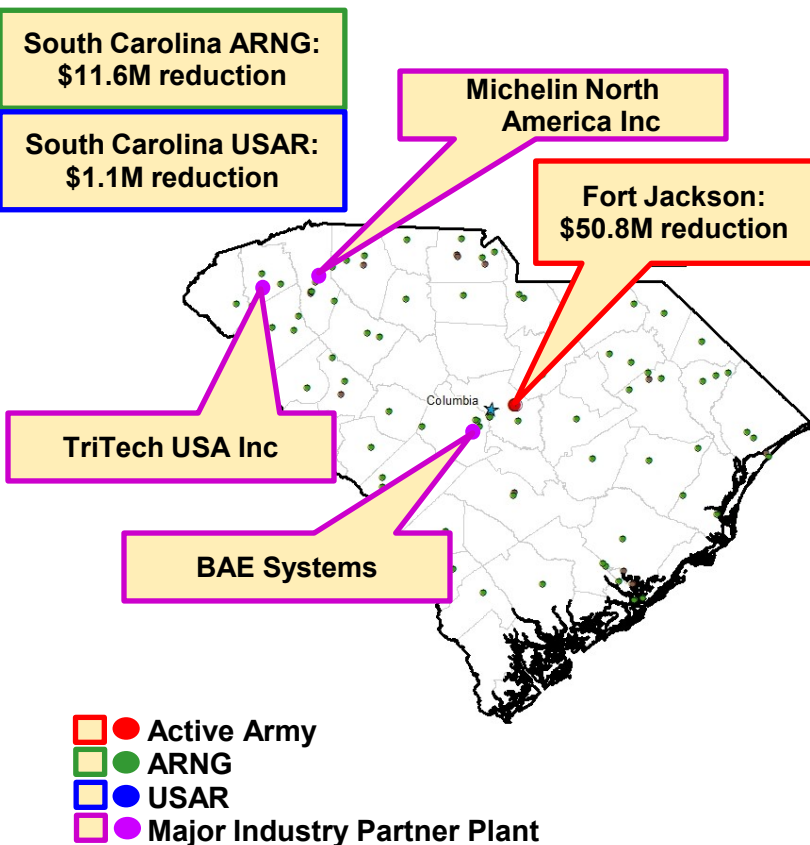 South Carolina ARNG:
$11.6M reduction
South Carolina USAR:
$1.1M reduction
Michelin North
America Inc
Fort Jackson:
$50.8M reduction
Columbia
TriTech USA Inc
BAE Systems
Active Army
ARNG
USAR
Major Industry Partner Plant